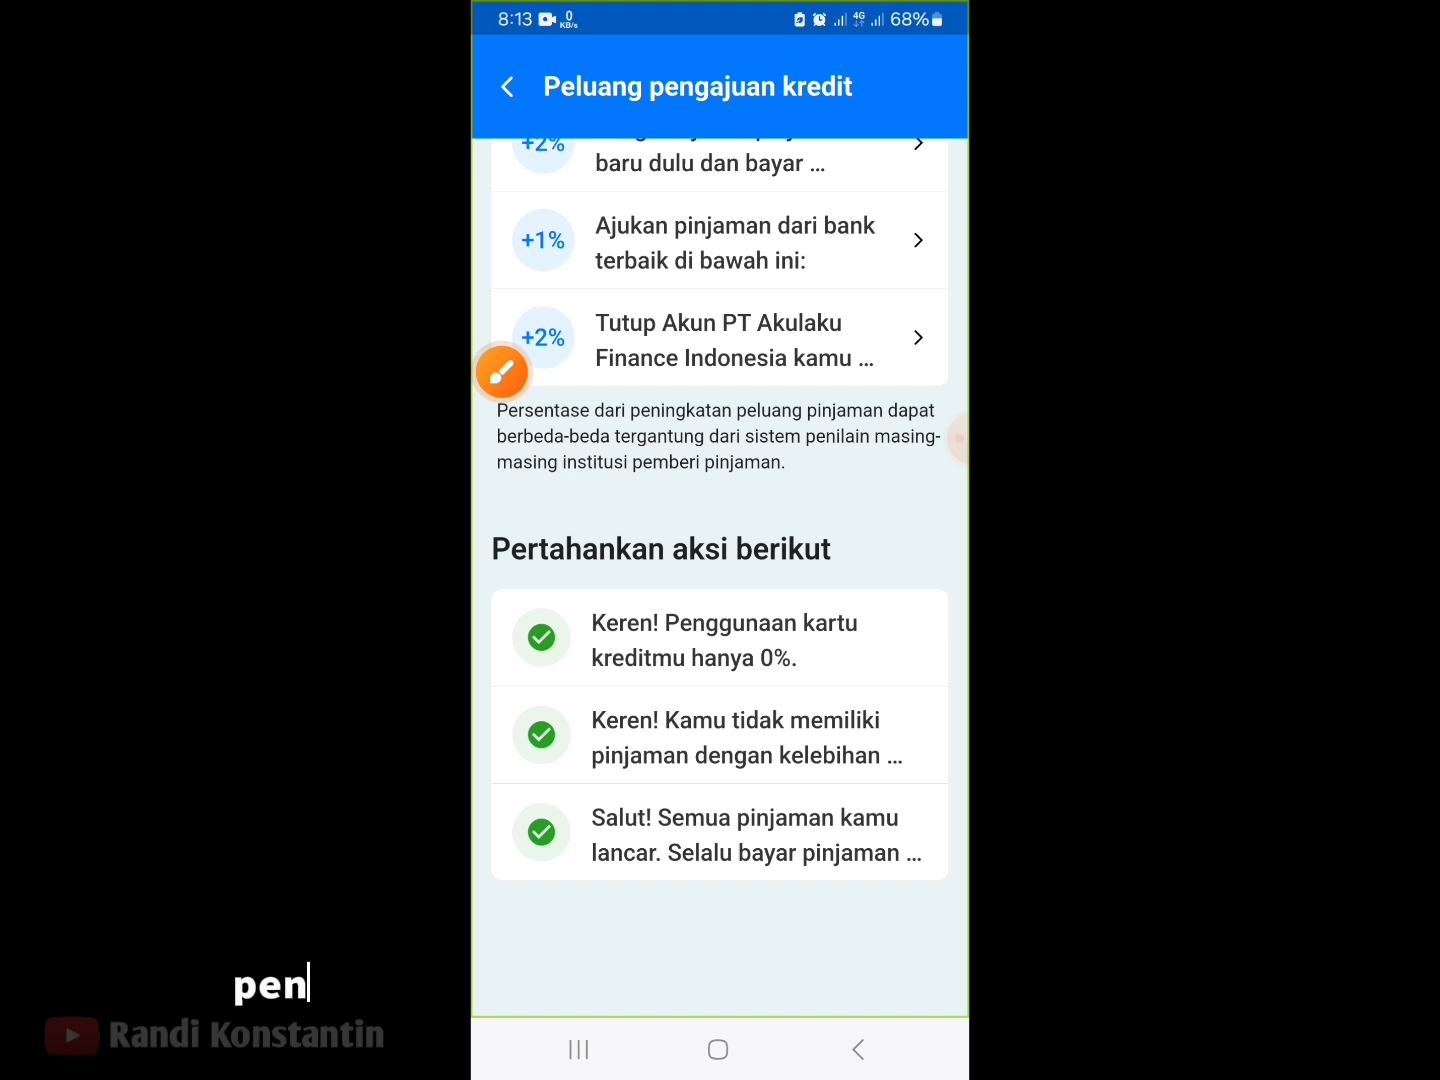 8:13
0
KB/s
4G
68%
Peluang pengajuan kredit
+2%
baru dulu dan bayar ...
+1%
Ajukan pinjaman dari bank
terbaik di bawah ini:
+2%
Tutup Akun PT Akulaku
Finance Indonesia kamu ...
Persentase dari peningkatan peluang pinjaman dapat
berbeda-beda tergantung dari sistem penilain masing-
masing institusi pemberi pinjaman.
Pertahankan aksi berikut
Keren! Penggunaan kartu
kreditmu hanya 0%.
Keren! Kamu tidak memiliki
pinjaman dengan kelebihan ...
Salut! Semua pinjaman kamu
lancar. Selalu bayar pinjaman ...
pen
Randi Konstantin